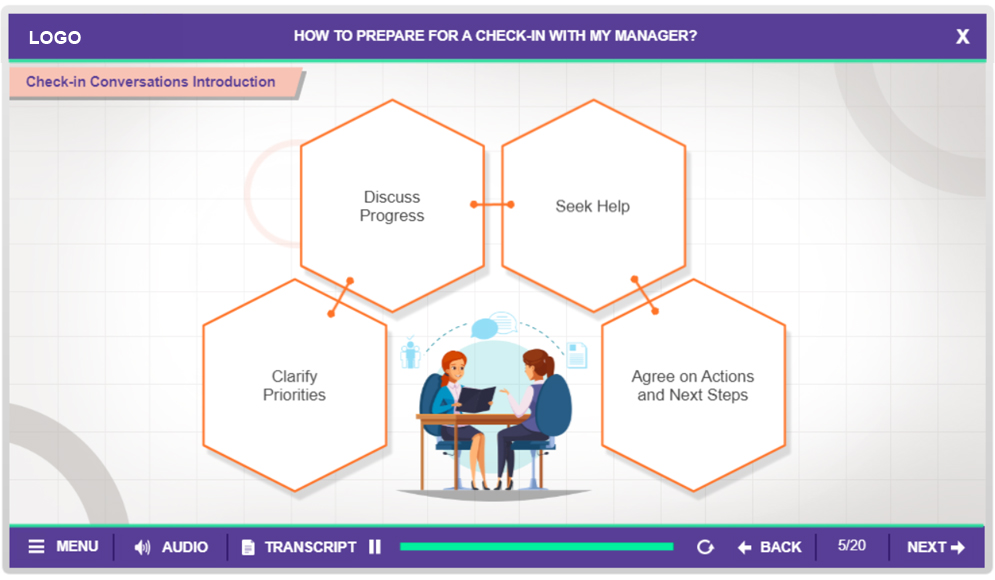 LOGO
HOW TO PREPARE FOR A CHECK-IN WITH MY MANAGER?
X
Check-in Conversations Introduction
Discuss
Progress
Seek Help
Clarify
Priorities
Agree on Actions
and Next Steps
MENU
AUDIO
TRANSCRIPT
BACK
5/20
NEXT